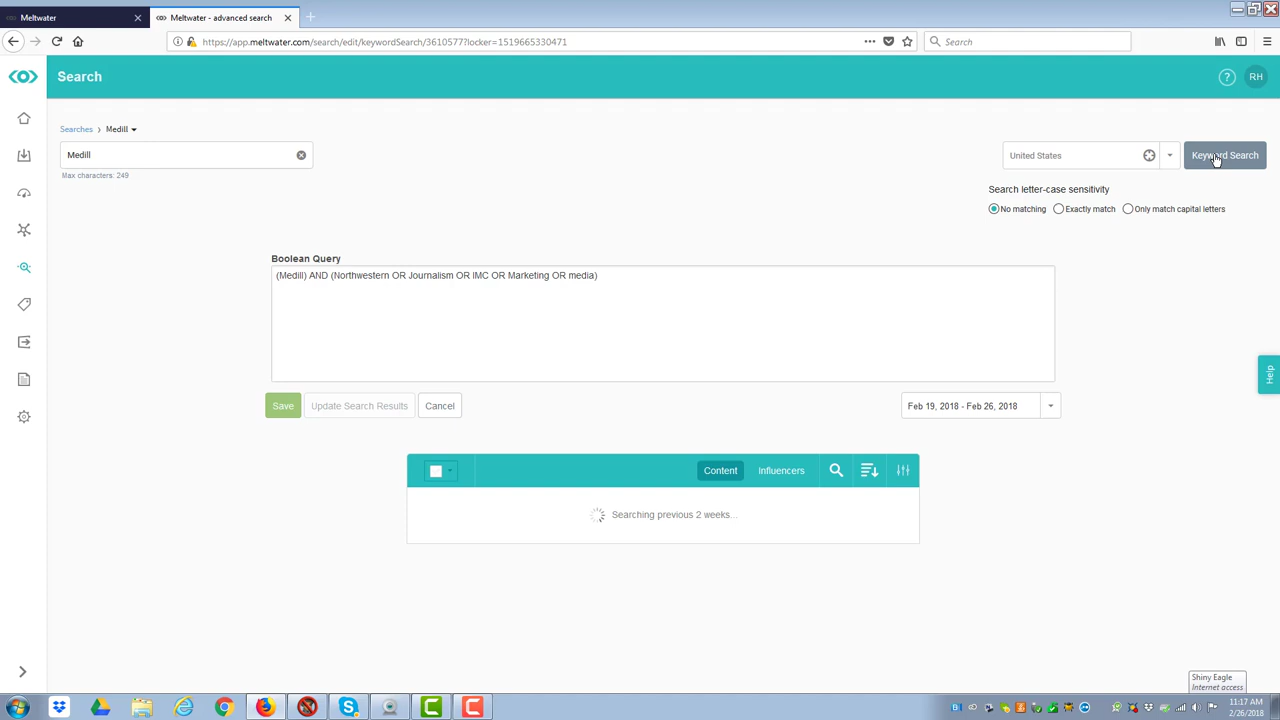 Meltwater
Meltwater - advanced search
https://app.meltwater.com/search/edit/keywordSearch/3610577?locker=1519665330471
Search
Search
RH
Searches > Medill
Medill
United States
Keyword Search
Max characters: 249
Search letter-case sensitivity
No matching Exactly match Only match capital letters
Boolean Query
(Medill) AND (Northwestern OR Journalism OR IMC OR Marketing OR media)
Help
Save Update Search Results Cancel
Feb 19, 2018 - Feb 26, 2018
Content Influencers
Searching previous 2 weeks...
Shiny Eagle
Internet access
11:17 AM
2/26/2018